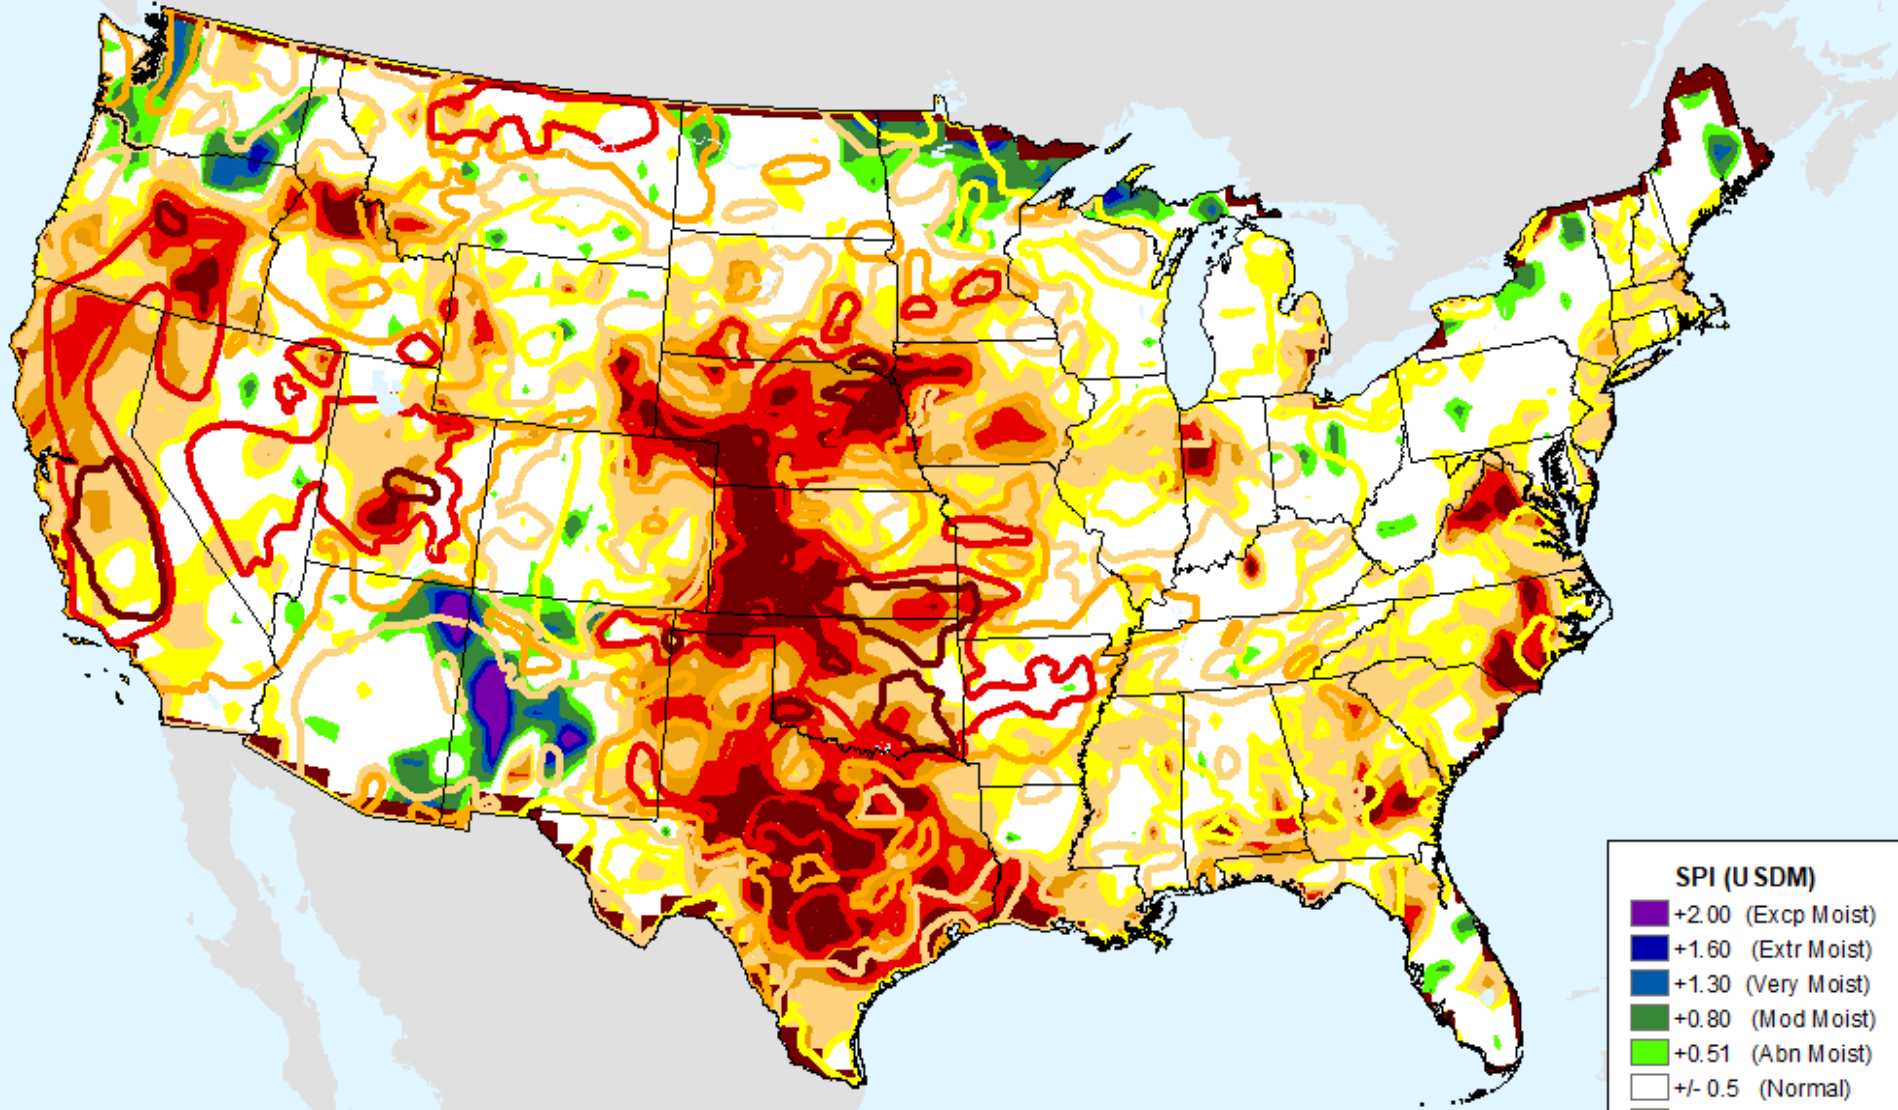 SPI (USDM)
+2.00 (Excp Moist)
+1.60 (Extr Moist)
+1.30 (Very Moist)
+0.80 (Mod Moist)
+0.51 (Abn Moist)
+/- 0.5 (Normal)